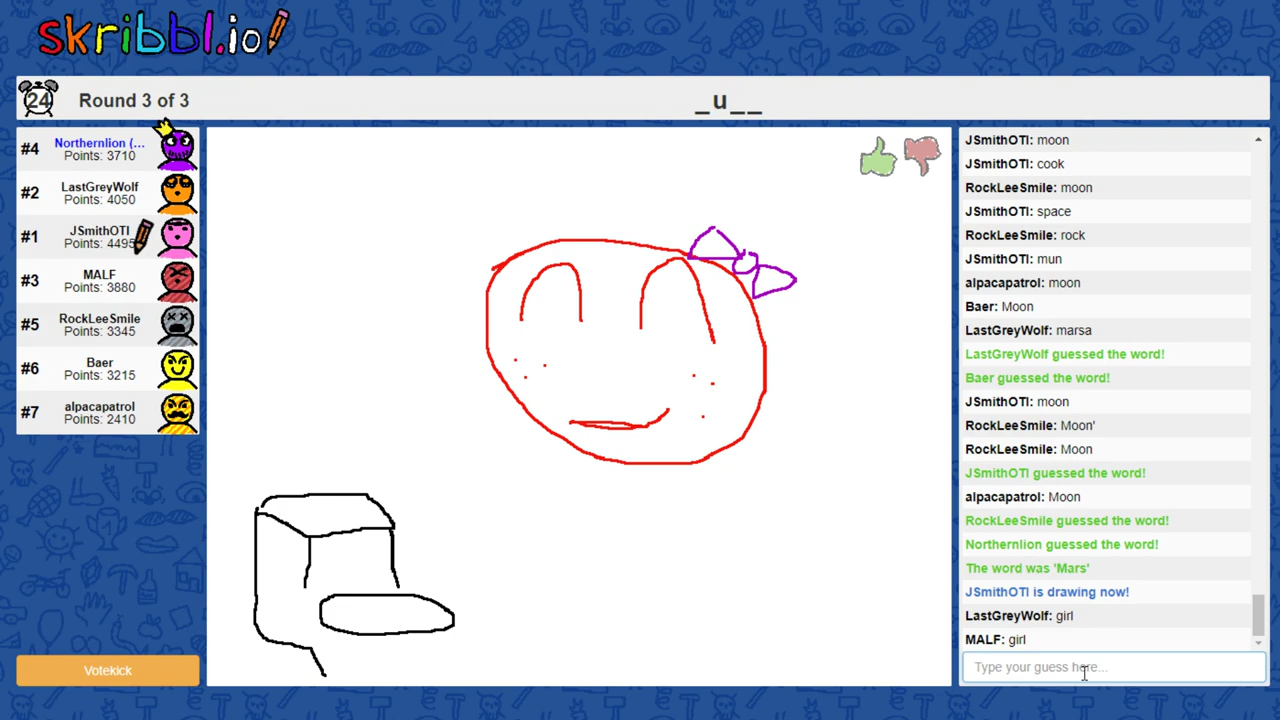 skribbl.io
24
Round 3 of 3
_u__
#4
Northernlion (...
Points: 3710
#2
LastGreyWolf
Points: 4050
#1
JSmithOTI
Points: 4495
#3
MALF
Points: 3880
#5
RockLeeSmile
Points: 3345
#6
Baer
Points: 3215
#7
alpacapatrol
Points: 2410
Votekick
JSmithOTI: moon
JSmithOTI: cook
RockLeeSmile: moon
JSmithOTI: space
RockLeeSmile: rock
JSmithOTI: mun
alpacapatrol: moon
Baer: Moon
LastGreyWolf: marsa
LastGreyWolf guessed the word!
Baer guessed the word!
JSmithOTI: moon
RockLeeSmile: Moon'
RockLeeSmile: Moon
JSmithOTI guessed the word!
alpacapatrol: Moon
RockLeeSmile guessed the word!
Northernlion guessed the word!
The word was 'Mars'
JSmithOTI is drawing now!
LastGreyWolf: girl
MALF: girl
Type your guess here...